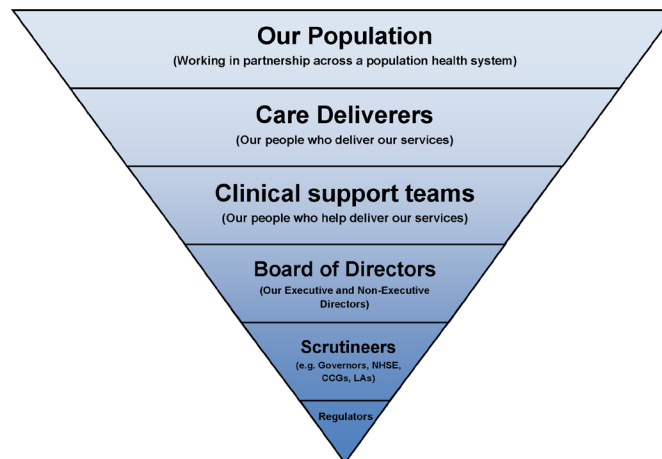 Our Population
(Working in partnership across a population health system)
Care Deliverers
(Our people who deliver our services)
Clinical support teams
(Our people who help deliver our services)
Board of Directors
(Our Executive and Non-Executive
Directors)
Scrutineers
(e.g. Governors, NHSE,
CCGs, LAs)
Regulators